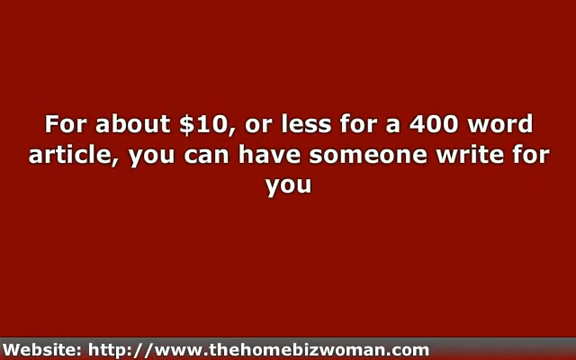 For about $10, or less for a 400 word
article, you can have someone write for
you
Website: http://www.thehomebizwoman.com